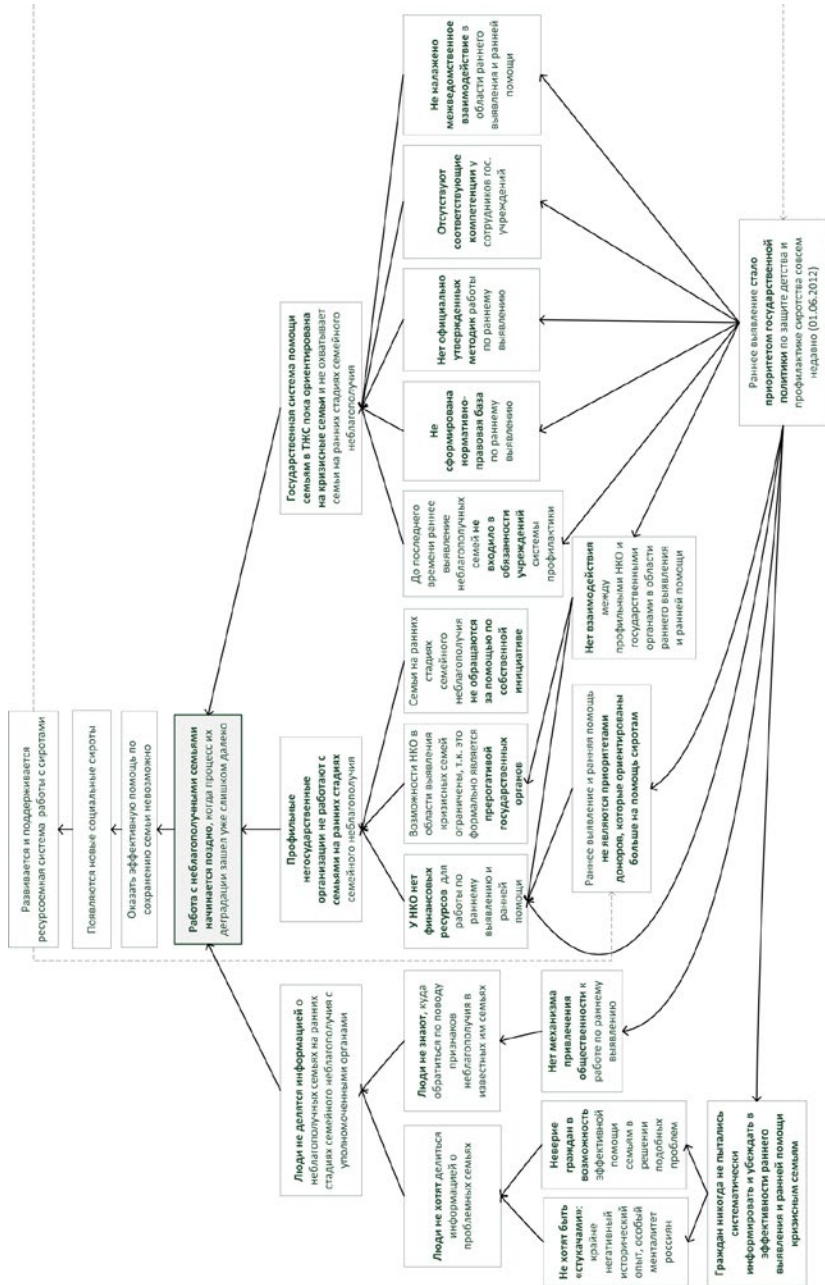 Развивается и поддерживается
ресурсоемкая система работы с сиротами
Появляются новые социальные сироты
Оказать эффективную помощь по
сохранению семьи невозможно
Работа с неблагополучными семьями
начинается поздно, когда процесс их
деградации зашел уже слишком далеко
Люди не делятся информацией о
неблагополучных семьях на ранних
стадиях семейного неблагополучия с
уполномоченными органами
Профильные
негосударственные
организации не работают с
семьями на ранних стадиях
семейного неблагополучия
Государственная система помощи
семьям в ТЖС пока ориентирована
на кризисные семьи и не охватывает
семьи на ранних стадиях семейного
неблагополучия
Люди не хотят делиться
информацией о
проблемных семьях
Люди не знают, куда
обратиться по поводу
признаков
неблагополучия в
известных им семьях
У НКО нет
финансовых
ресурсов для
работы по
раннему
выявлению и
ранней
помощи
Возможности НКО в
области выявления
кризисных семей
ограничены, т.к. это
формально является
прерогативой
государственных
органов
Семьи на ранних
стадиях
семейного
неблагополучия
не обращаются
за помощью по
собственной
инициативе
До последнего
времени раннее
выявление
неблагополучных
семей не
входило в
обязанности
учреждений
системы
профилактики
Не
сформирована
нормативно-
правовая база
по раннему
выявлению
Нет официально
утвержденных
методик работы
по раннему
выявлению
Отсутствуют
соответствующие
компетенции у
сотрудников гос.
учреждений
Не налажено
межведомственное
взаимодействие в
области раннего
выявления и ранней
помощи
Не хотят быть
«стукачами»:
крайне
негативный
исторический
опыт, особый
менталитет
россиян
Неверие
граждан в
возможность
эффективной
помощи
семьям в
решении
подобных
проблем
Нет механизма
привлечения
общественности к
работе по раннему
выявлению
Раннее выявление и ранняя помощь
не являются приоритетами
доноров, которые ориентированы
больше на помощь сиротам
Нет взаимодействия
между
профильными НКО и
государственными
органами в области
раннего выявления
и ранней помощи
Граждан никогда не пытались
систематически
информировать и убеждать в
эффективности раннего
выявления и ранней помощи
кризисным семьям
Раннее выявление стало
приоритетом государственной
политики по защите детства и
профилактике сиротства совсем
недавно (01.06.2012)